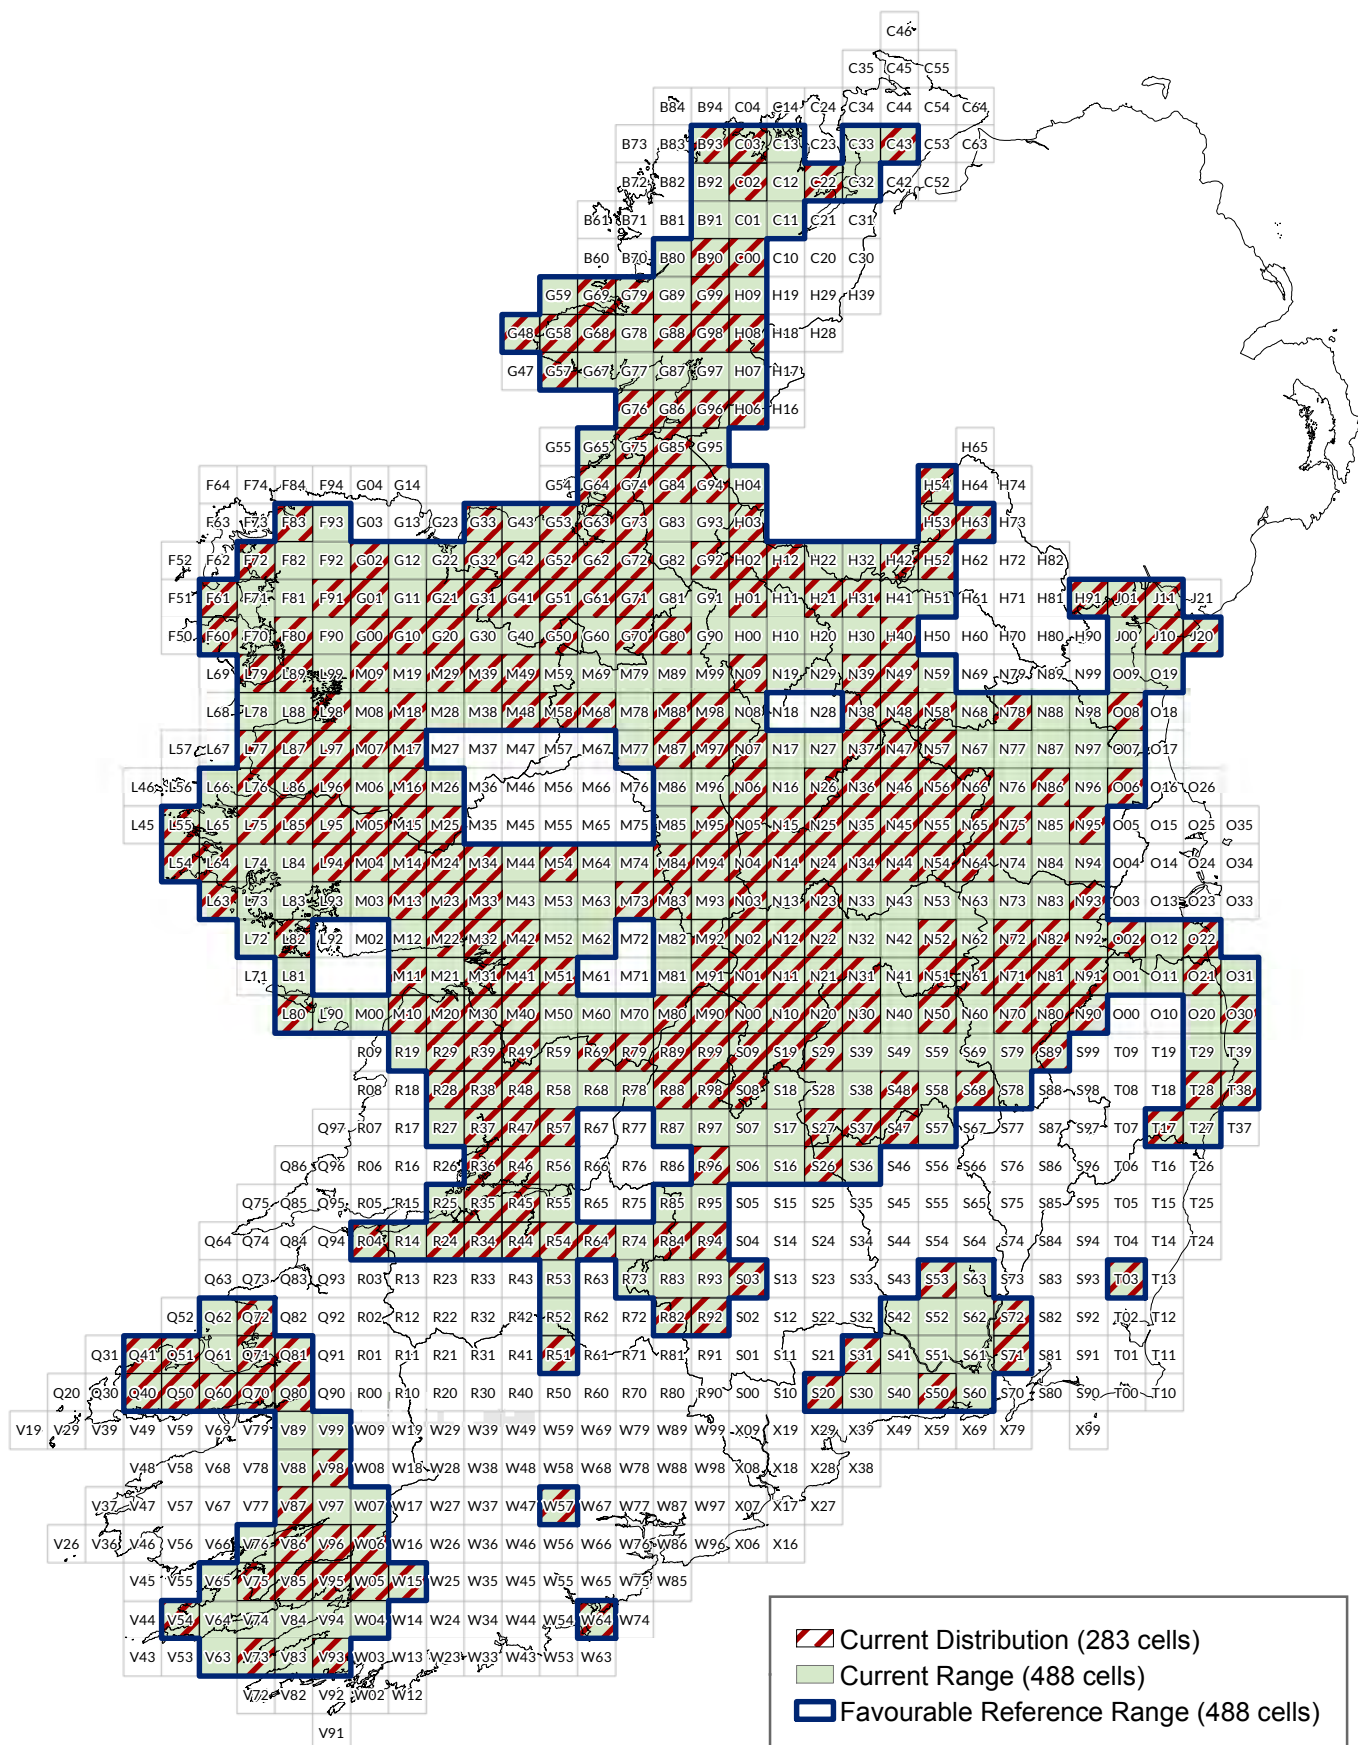 C46
C35 C45 C55
B84 B94 C04 C14 C24 C34 C44 C54 C64
B73 B83 B93 C03 C13 C23 C33 C43 C53 C63
B72 B82 B92 C02 C12 C22 C32 C42 C52
B61 B71 B81 B91 C01 C11 C21 C31
B60 B70 B80 B90 C00 C10 C20 C30
G59 G69 G79 G89 G99 H09 H19 H29 H39
G48 G58 G68 G78 G88 G98 H08 H18 H28
G47 G57 G67 G77 G87 G97 H07 H17
G76 G86 G96 H06 H16
G55 G65 G75 G85 G95 H65
F64 F74 F84 F94 G04 G14 G54 G64 G74 G84 G94 H04 H54 H64 H74
F63 F73 F83 F93 G03 G13 G23 G33 G43 G53 G63 G73 G83 G93 H03 H53 H63 H73
F52 F62 F72 F82 F92 G02 G12 G22 G32 G42 G52 G62 G72 G82 G92 H02 H12 H22 H32 H42 H52 H62 H72 H82
F51 F61 F71 F81 F91 G01 G11 G21 G31 G41 G51 G61 G71 G81 G91 H01 H11 H21 H31 H41 H51 H61 H71 H81 H91 J01 J11 J21
F50 F60 F70 F80 F90 G00 G10 G20 G30 G40 G50 G60 G70 G80 G90 H00 H10 H20 H30 H40 H50 H60 H70 H80 H90 J00 J10 J20
L69 L79 L89 L99 M09 M19 M29 M39 M49 M59 M69 M79 M89 M99 N09 N19 N29 N39 N49 N59 N69 N79 N89 N99 O09 O19
L68 L78 L88 L98 M08 M18 M28 M38 M48 M58 M68 M78 M88 M98 N08 N18 N28 N38 N48 N58 N68 N78 N88 N98 O08 O18
L57 L67 L77 L87 L97 M07 M17 M27 M37 M47 M57 M67 M77 M87 M97 N07 N17 N27 N37 N47 N57 N67 N77 N87 N97 O07 O17
L46 L56 L66 L76 L86 L96 M06 M16 M26 M36 M46 M56 M66 M76 M86 M96 N06 N16 N26 N36 N46 N56 N66 N76 N86 N96 O06 O16 O26
L45 L55 L65 L75 L85 L95 M05 M15 M25 M35 M45 M55 M65 M75 M85 M95 N05 N15 N25 N35 N45 N55 N65 N75 N85 N95 O05 O15 O25 O35
L54 L64 L74 L84 L94 M04 M14 M24 M34 M44 M54 M64 M74 M84 M94 N04 N14 N24 N34 N44 N54 N64 N74 N84 N94 O04 O14 O24 O34
L63 L73 L83 L93 M03 M13 M23 M33 M43 M53 M63 M73 M83 M93 N03 N13 N23 N33 N43 N53 N63 N73 N83 N93 O03 O13 O23 O33
L72 L82 L92 M02 M12 M22 M32 M42 M52 M62 M72 M82 M92 N02 N12 N22 N32 N42 N52 N62 N72 N82 N92 O02 O12 O22
L71 L81 M11 M21 M31 M41 M51 M61 M71 M81 M91 N01 N11 N21 N31 N41 N51 N61 N71 N81 N91 O01 O11 O21 O31
L80 L90 M00 M10 M20 M30 M40 M50 M60 M70 M80 M90 N00 N10 N20 N30 N40 N50 N60 N70 N80 N90 O00 O10 O20 O30
R09 R19 R29 R39 R49 R59 R69 R79 R89 R99 S09 S19 S29 S39 S49 S59 S69 S79 S89 S99 T09 T19 T29 T39
R08 R18 R28 R38 R48 R58 R68 R78 R88 R98 S08 S18 S28 S38 S48 S58 S68 S78 S88 S98 T08 T18 T28 T38
Q97 R07 R17 R27 R37 R47 R57 R67 R77 R87 R97 S07 S17 S27 S37 S47 S57 S67 S77 S87 S97 T07 T17 T27 T37
Q86 Q96 R06 R16 R26 R36 R46 R56 R66 R76 R86 R96 S06 S16 S26 S36 S46 S56 S66 S76 S86 S96 T06 T16 T26
Q75 Q85 Q95 R05 R15 R25 R35 R45 R55 R65 R75 R85 R95 S05 S15 S25 S35 S45 S55 S65 S75 S85 S95 T05 T15 T25
Q64 Q74 Q84 Q94 R04 R14 R24 R34 R44 R54 R64 R74 R84 R94 S04 S14 S24 S34 S44 S54 S64 S74 S84 S94 T04 T14 T24
Q63 Q73 Q83 Q93 R03 R13 R23 R33 R43 R53 R63 R73 R83 R93 S03 S13 S23 S33 S43 S53 S63 S73 S83 S93 T03 T13
Q52 Q62 Q72 Q82 Q92 R02 R12 R22 R32 R42 R52 R62 R72 R82 R92 S02 S12 S22 S32 S42 S52 S62 S72 S82 S92 T02 T12
Q31 Q41 Q51 Q61 Q71 Q81 Q91 R01 R11 R21 R31 R41 R51 R61 R71 R81 R91 S01 S11 S21 S31 S41 S51 S61 S71 S81 S91 T01 T11
Q20 Q30 Q40 Q50 Q60 Q70 Q80 Q90 R00 R10 R20 R30 R40 R50 R60 R70 R80 R90 S00 S10 S20 S30 S40 S50 S60 S70 S80 S90 T00 T10
V19 V29 V39 V49 V59 V69 V79 V89 V99 W09 W19 W29 W39 W49 W59 W69 W79 W89 W99 X09 X19 X29 X39 X49 X59 X69 X79 X99
V48 V58 V68 V78 V88 V98 W08 W18 W28 W38 W48 W58 W68 W78 W88 W98 X08 X18 X28 X38
V37 V47 V57 V67 V77 V87 V97 W07 W17 W27 W37 W47 W57 W67 W77 W87 W97 X07 X17 X27
V26 V36 V46 V56 V66 V76 V86 V96 W06 W16 W26 W36 W46 W56 W66 W76 W86 W96 X06 X16
V45 V55 V65 V75 V85 V95 W05 W15 W25 W35 W45 W55 W65 W75 W85
V44 V54 V64 V74 V84 V94 W04 W14 W24 W34 W44 W54 W64 W74
V43 V53 V63 V73 V83 V93 W03 W13 W23 W33 W43 W53 W63
V72 V82 V92 W02 W12
V91
Current Distribution (283 cells)
Current Range (488 cells)
Favourable Reference Range (488 cells)